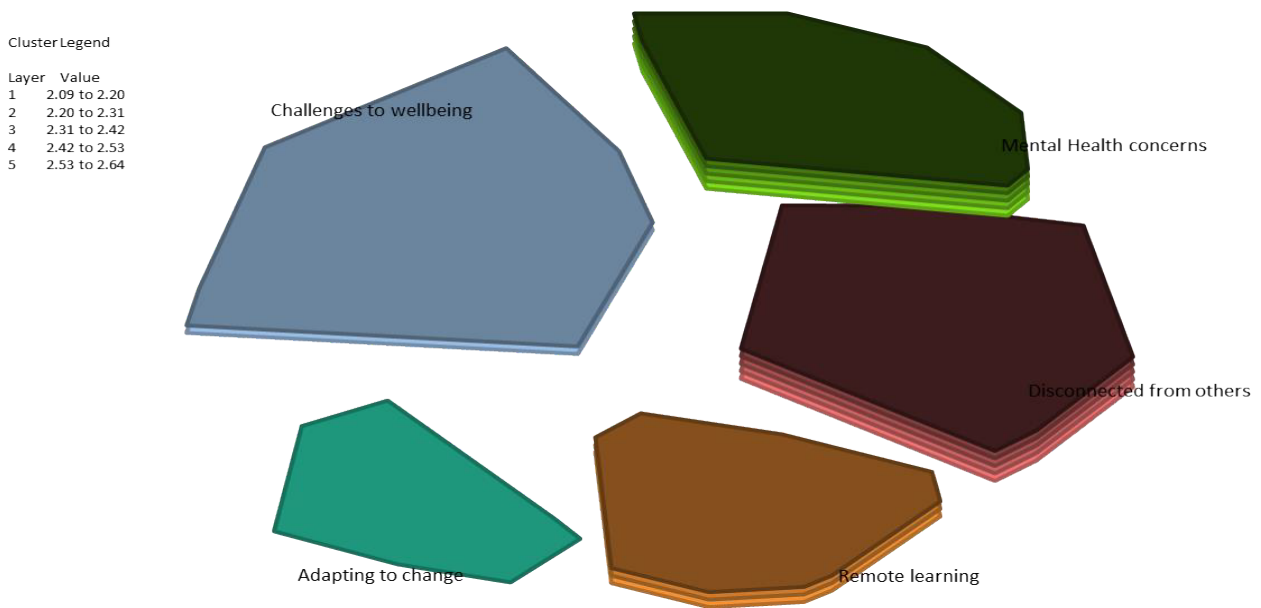 Cluster Legend
Layer Value
1 2.09 to 2.20
2 2.20 to 2.31
3 2.31 to 2.42
4 2.42 to 2.53
5 2.53 to 2.64
Challenges to wellbeing
Mental Health concerns
Disconnected from others
Adapting to change
Remote learning